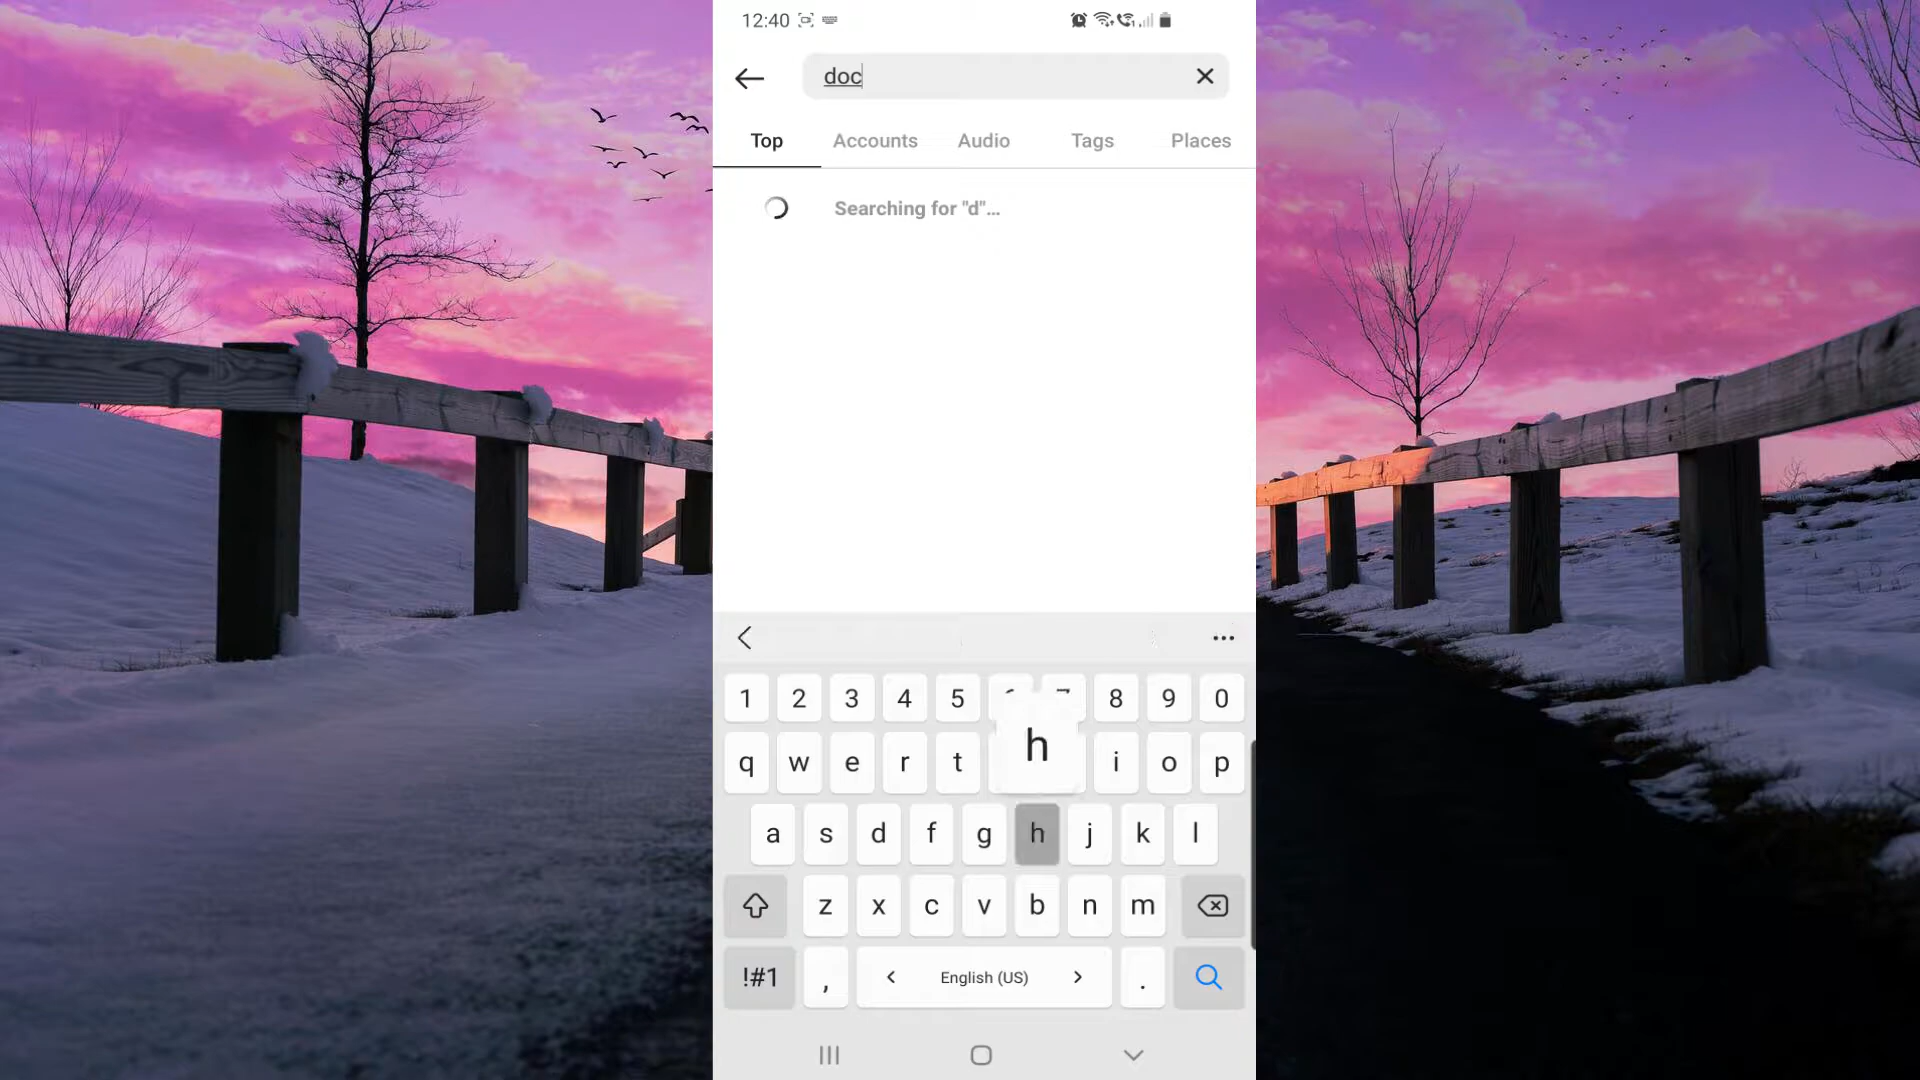 12:40
doc
Top Accounts Audio Tags Places
Searching for "d"...
1 2 3 4 5 8 9 0
q w e r t h i o p
a s d f g h j k l
z x c v b n m
!#1 , < English (US) > .